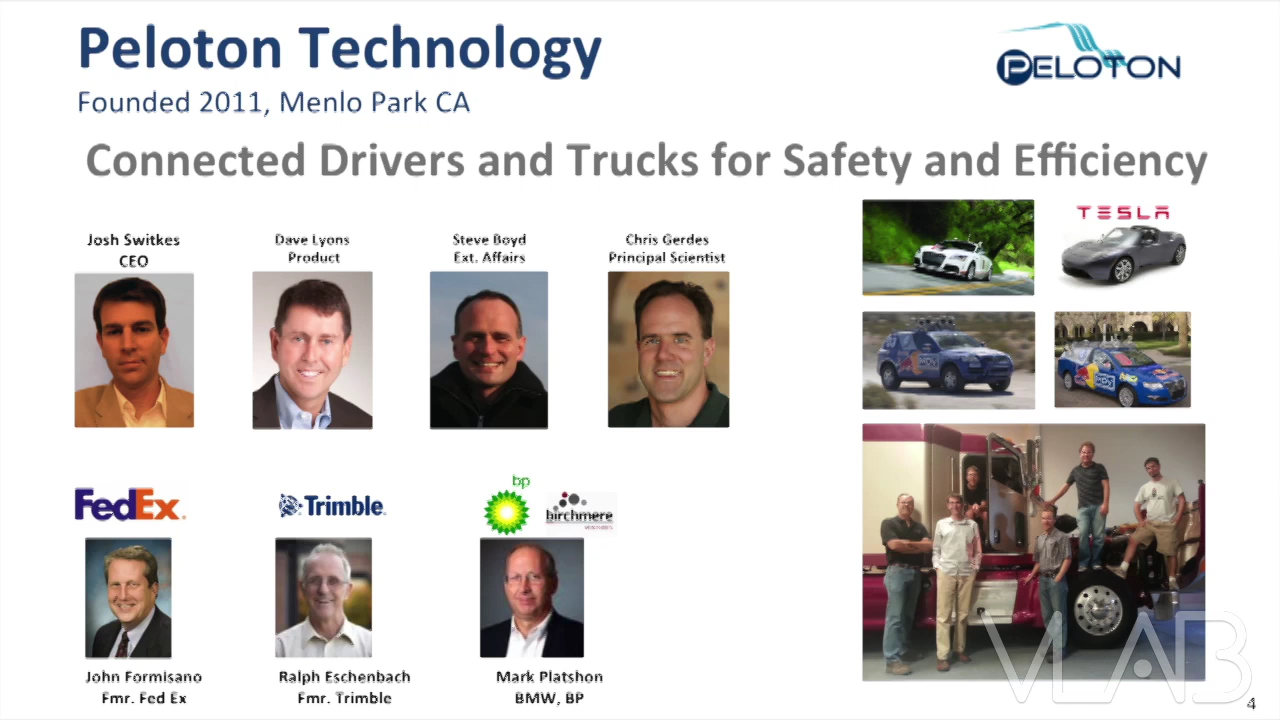 Peloton Technology
PELOTON
Founded 2011, Menlo Park CA
Connected Drivers and Trucks for Safety and Efficiency
Josh Switkes
CEO
Dave Lyons
Product
Steve Boyd
Ext. Affairs
Chris Gerdes
Principal Scientist
TESLA
FedEx
Trimble
bp
birchmere
VENTURES
John Formisano
Fmr. Fed Ex
Ralph Eschenbach
Fmr. Trimble
Mark Platshon
BMW, BP
VLAB
4